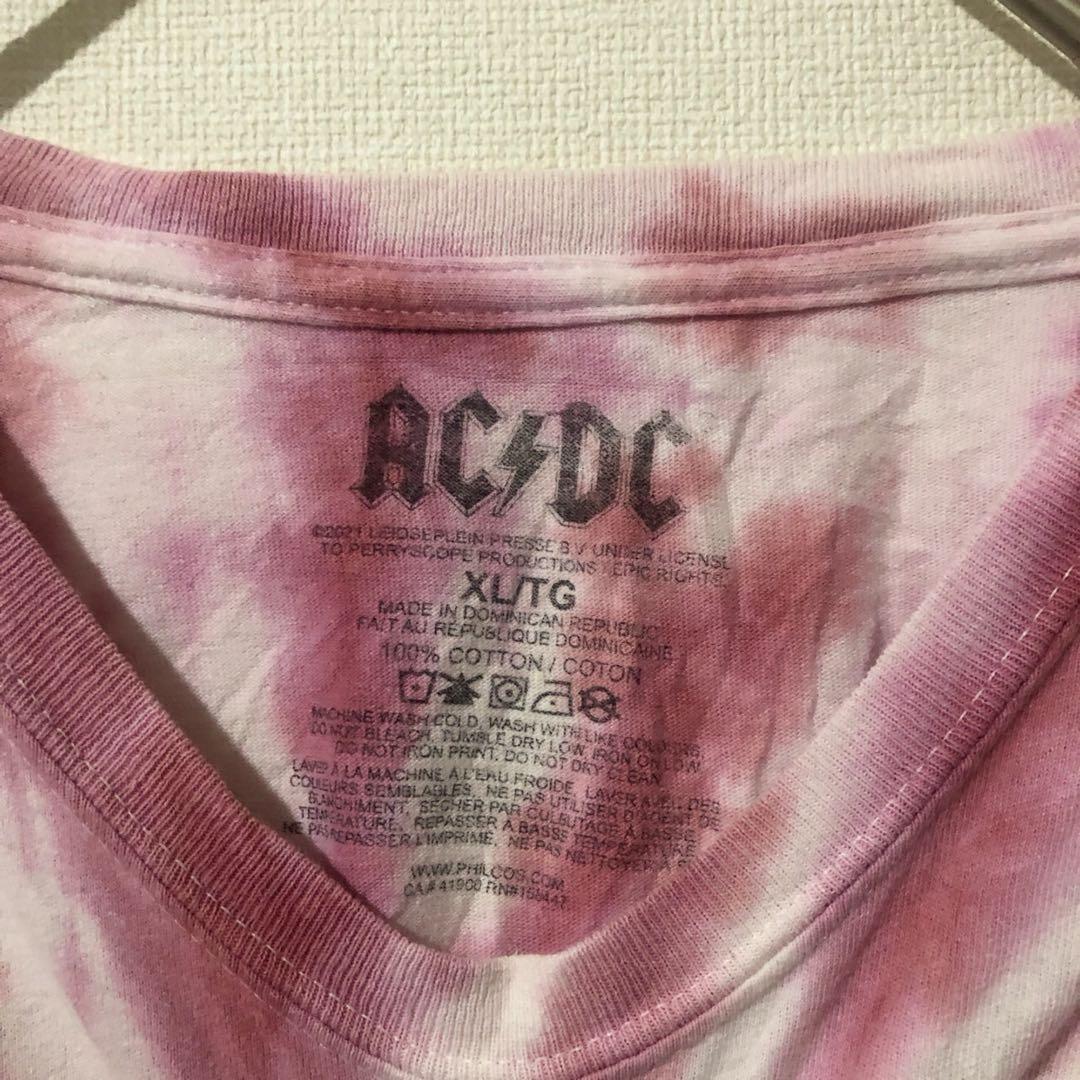 AC⚡DC
©2021 LEIDSEPLEIN PRESSE B.V. UNDER LICENSE
TO PERRYSCOPE PRODUCTIONS / EPIC RIGHTS
XL/TG
MADE IN DOMINICAN REPUBLIC
FAIT AU RÉPUBLIQUE DOMINICAINE
100% COTTON / COTON
MACHINE WASH COLD, WASH WITH LIKE COLOURS
DO NOT BLEACH, TUMBLE DRY LOW, IRON ON LOW
DO NOT IRON PRINT, DO NOT DRY CLEAN
LAVER À LA MACHINE À L'EAU FROIDE, LAVER AVEC DES
COULEURS SEMBLABLES, NE PAS UTILISER D'AGENT DE
BLANCHIMENT, SÉCHER PAR CULBUTAGE À BASSE
TEMPÉRATURE, REPASSER À BASSE TEMPÉRATURE
NE PAS REPASSER L'IMPRIMÉ, NE PAS NETTOYER À SEC
WWW.PHILCOS.COM
CA# 41900